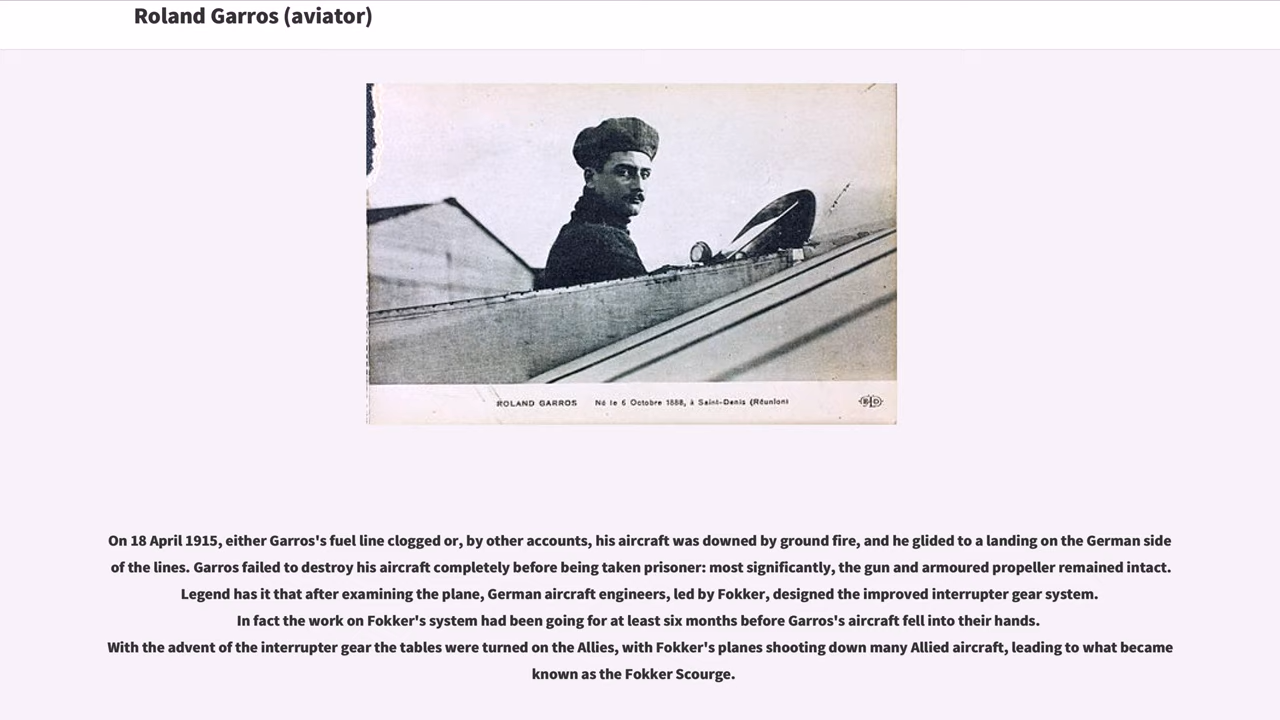 Roland Garros (aviator)
ROLAND GARROS Né le 6 Octobre 1888, à Saint-Denis (Réunion)
ELD
On 18 April 1915, either Garros's fuel line clogged or, by other accounts, his aircraft was downed by ground fire, and he glided to a landing on the German side
of the lines. Garros failed to destroy his aircraft completely before being taken prisoner: most significantly, the gun and armoured propeller remained intact.
Legend has it that after examining the plane, German aircraft engineers, led by Fokker, designed the improved interrupter gear system.
In fact the work on Fokker's system had been going for at least six months before Garros's aircraft fell into their hands.
With the advent of the interrupter gear the tables were turned on the Allies, with Fokker's planes shooting down many Allied aircraft, leading to what became
known as the Fokker Scourge.